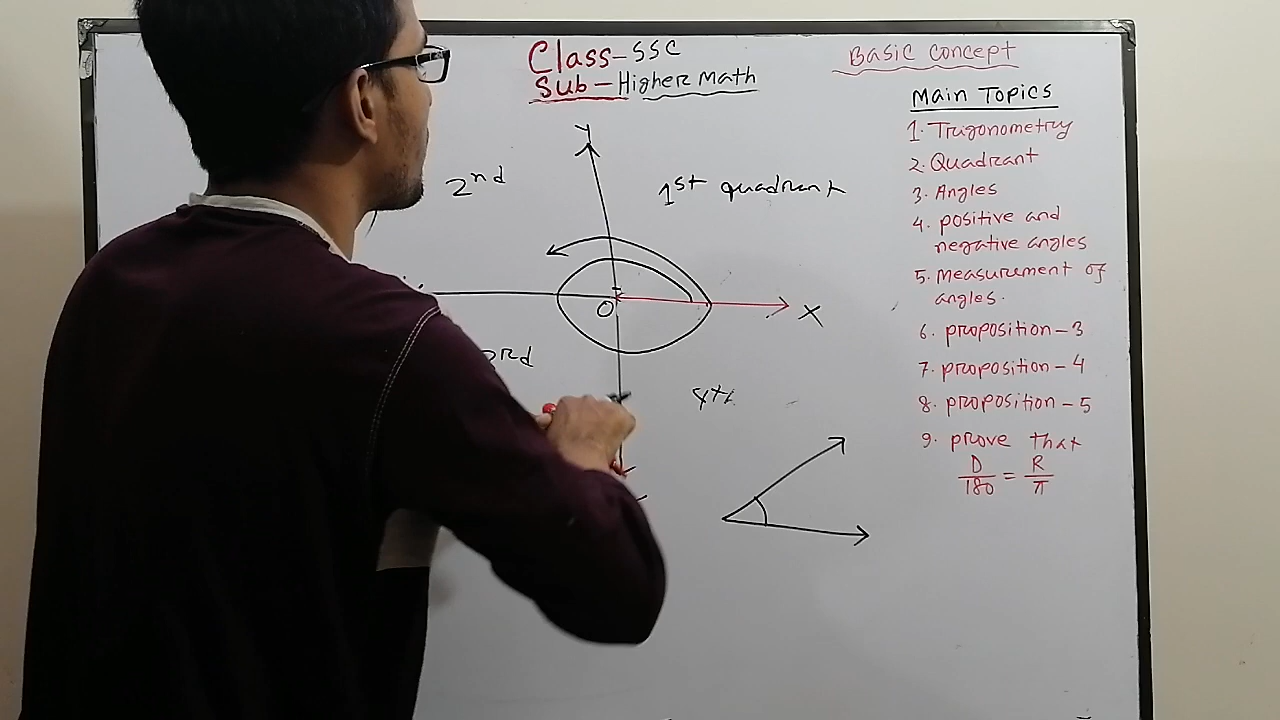 Class-SSC
Sub-Higher Math
Basic Concept
Main Topics
1. Trigonometry
2. Quadrant
3. Angles
4. positive and
negative angles
5. Measurement of
angles.
6. proposition-3
7. proposition-4
8. proposition-5
9. prove that
D/180 = R/π
y
2nd
1st quadrant
O
X
4th